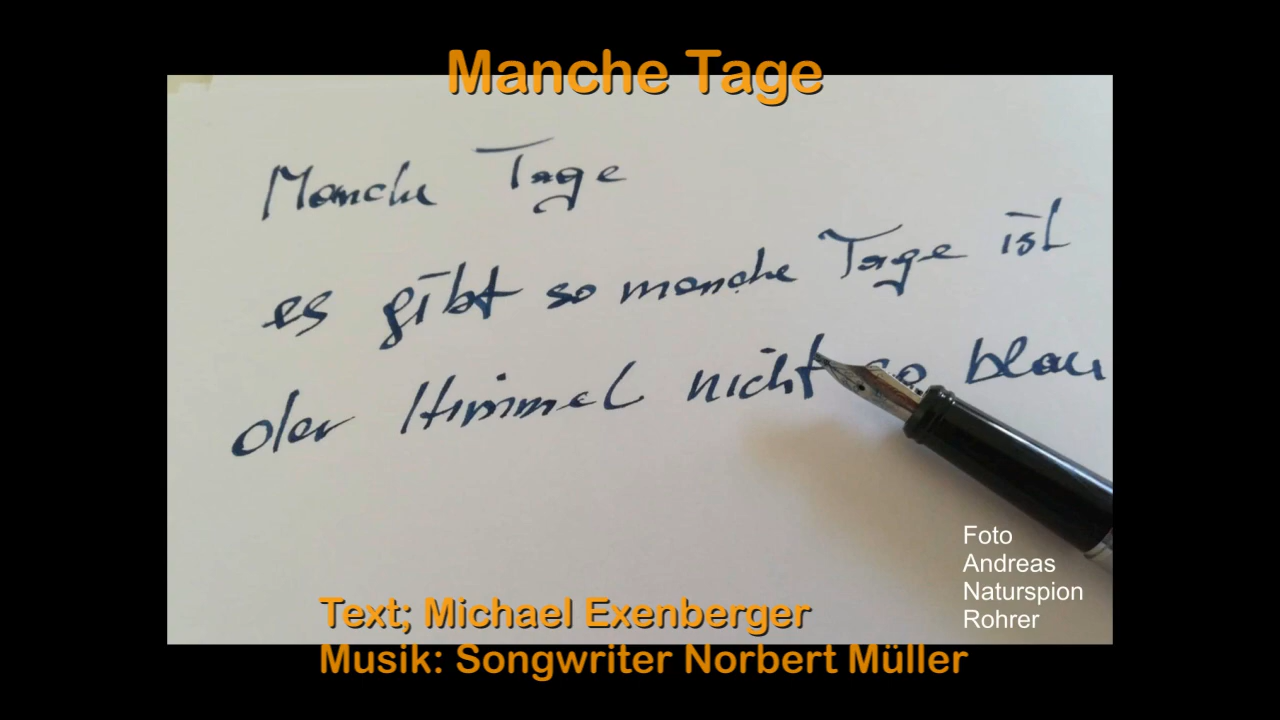 Manche Tage
Manche Tage
es gibt so manche Tage ist
der Himmel nicht so blau
Foto
Andreas
Naturspion
Rohrer
Text; Michael Exenberger
Musik: Songwriter Norbert Müller